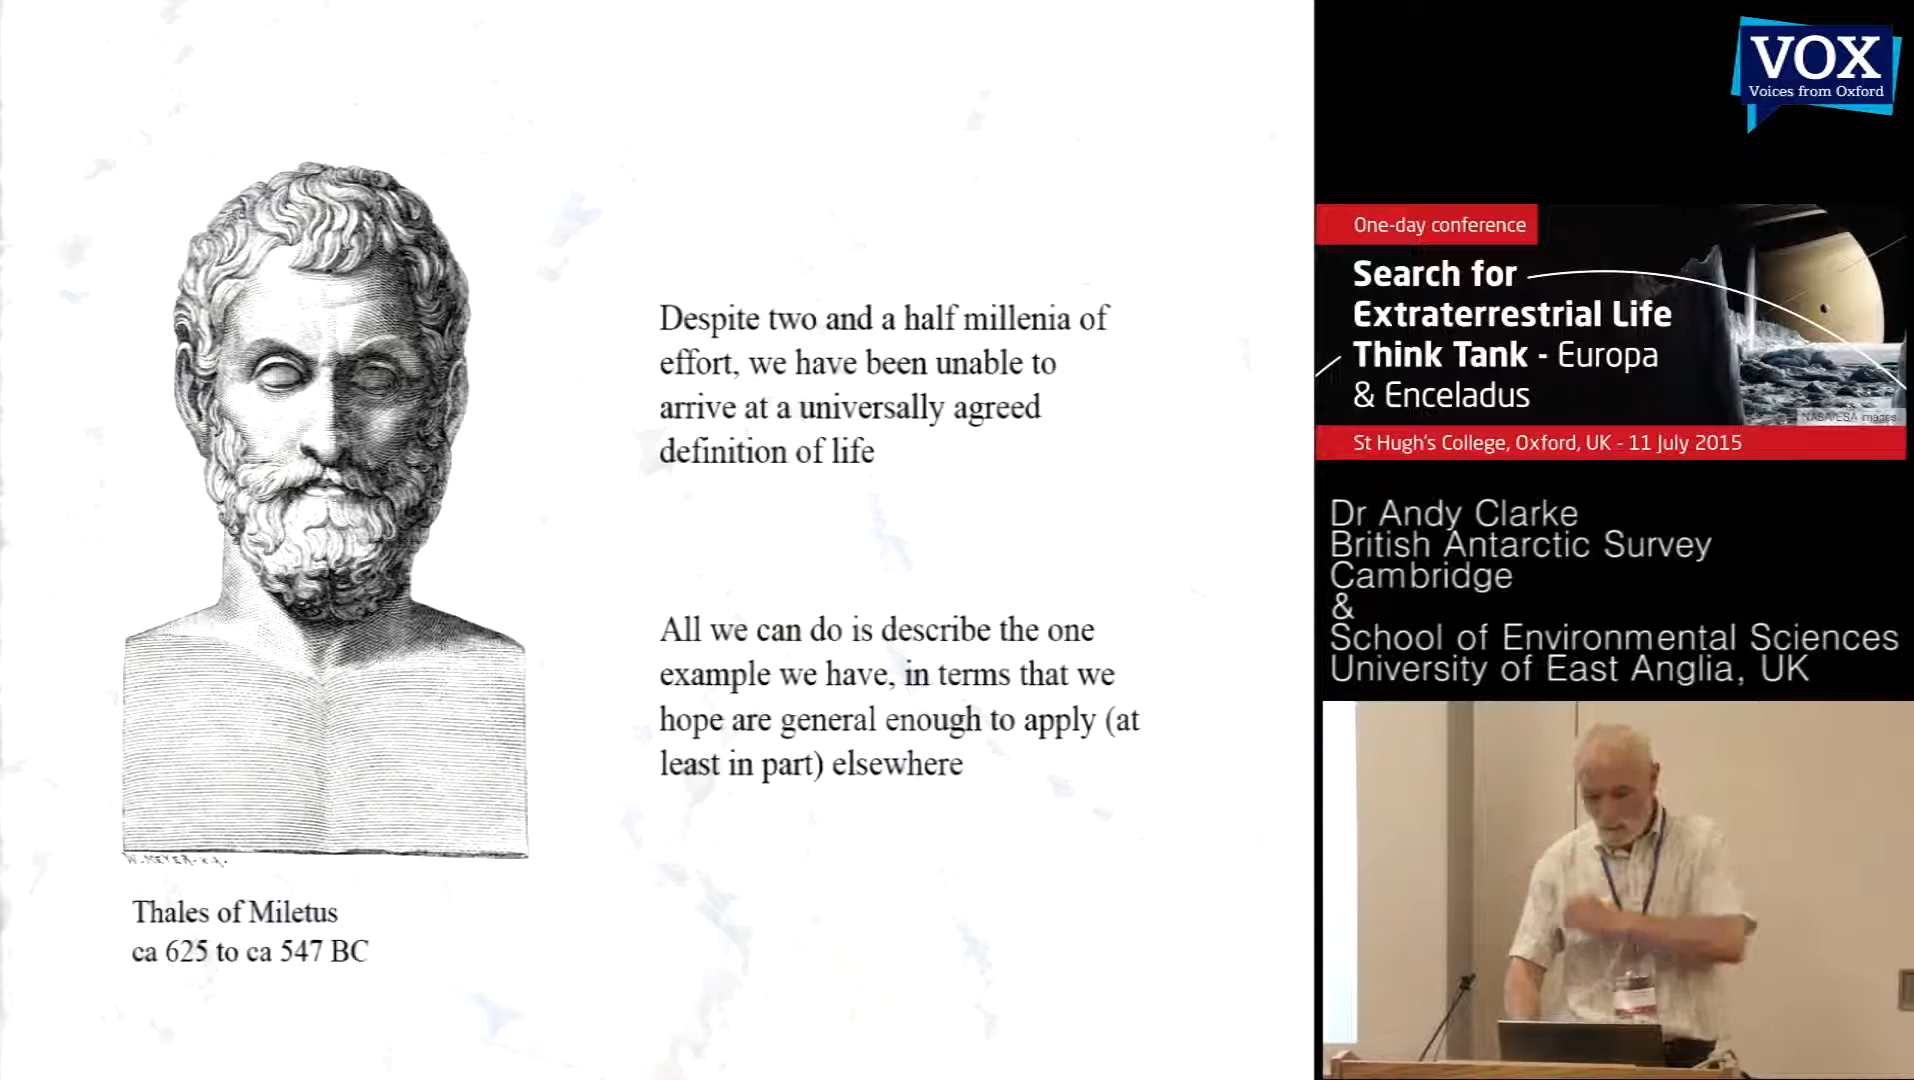 Despite two and a half millenia of
effort, we have been unable to
arrive at a universally agreed
definition of life
All we can do is describe the one
example we have, in terms that we
hope are general enough to apply (at
least in part) elsewhere
W. MEYER X.A.
Thales of Miletus
ca 625 to ca 547 BC
VOX
Voices from Oxford
One-day conference
Search for
Extraterrestrial Life
Think Tank - Europa
& Enceladus
NASA/ESA images
St Hugh's College, Oxford, UK - 11 July 2015
Dr Andy Clarke
British Antarctic Survey
Cambridge
&
School of Environmental Sciences
University of East Anglia, UK